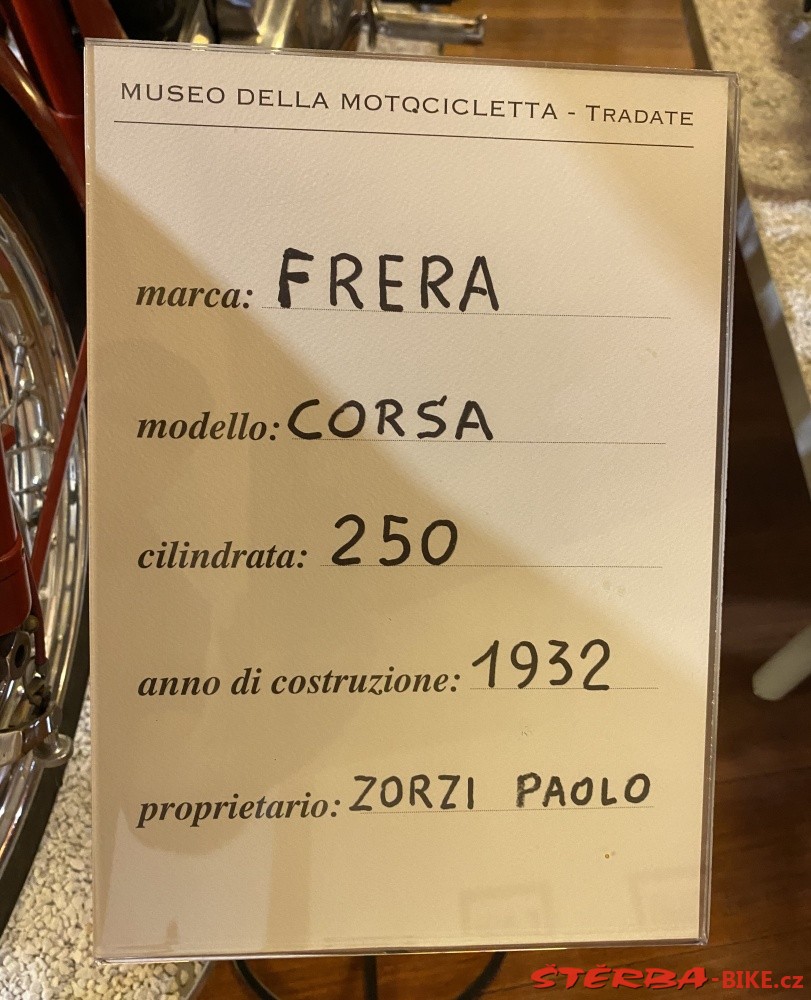 MUSEO DELLA MOTOCICLETTA - TRADATE
marca: FRERA
modello: CORSA
cilindrata: 250
anno di costruzione: 1932
proprietario: ZORZI PAOLO
ŠTĚRBA-BIKE.cz